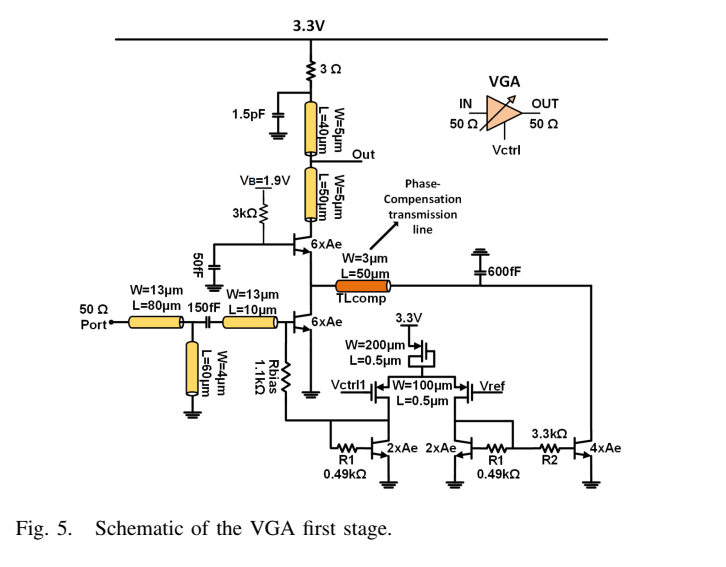 3.3V
3 Ω
VGA
1.5pF
W=5μm
L=40μm
IN
OUT
50 Ω
50 Ω
Out
Vctrl
VB=1.9V
W=5μm
L=50μm
Phase-
Compensation
transmission
line
3kΩ
6xAe
50fF
W=3μm
L=50μm
600fF
TLcomp
W=13μm
L=80μm
150fF
W=13μm
L=10μm
50 Ω
Port
6xAe
3.3V
W=4μm
L=60μm
Rbias
1.1kΩ
W=200μm
L=0.5μm
Vctrl1
W=100μm
L=0.5μm
Vref
3.3kΩ
2xAe
2xAe
4xAe
R1
0.49kΩ
R1
0.49kΩ
R2
Fig. 5. Schematic of the VGA first stage.